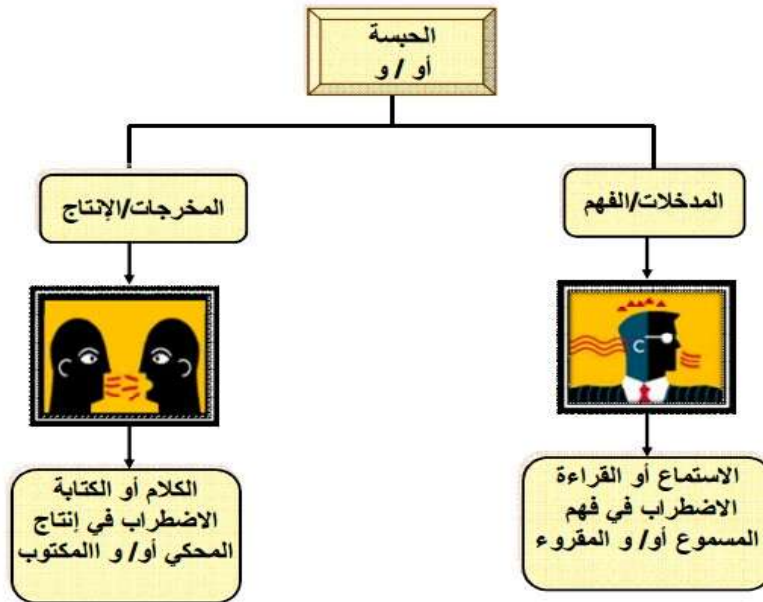 الحبسة
أو / و
المدخلات/الفهم
المخرجات/الإنتاج
الاستماع أو القراءة
الاضطراب في فهم
المسموع أو/ و المقروء
الكلام أو الكتابة
الاضطراب في إنتاج
المحكي أو/ و االمكتوب